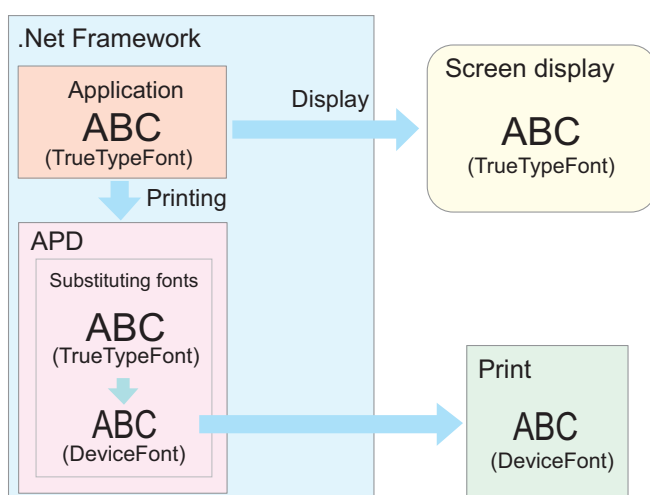 .Net Framework
Application
ABC
(TrueTypeFont)
Display
Screen display
ABC
(TrueTypeFont)
Printing
APD
Substituting fonts
ABC
(TrueTypeFont)
ABC
(DeviceFont)
Print
ABC
(DeviceFont)